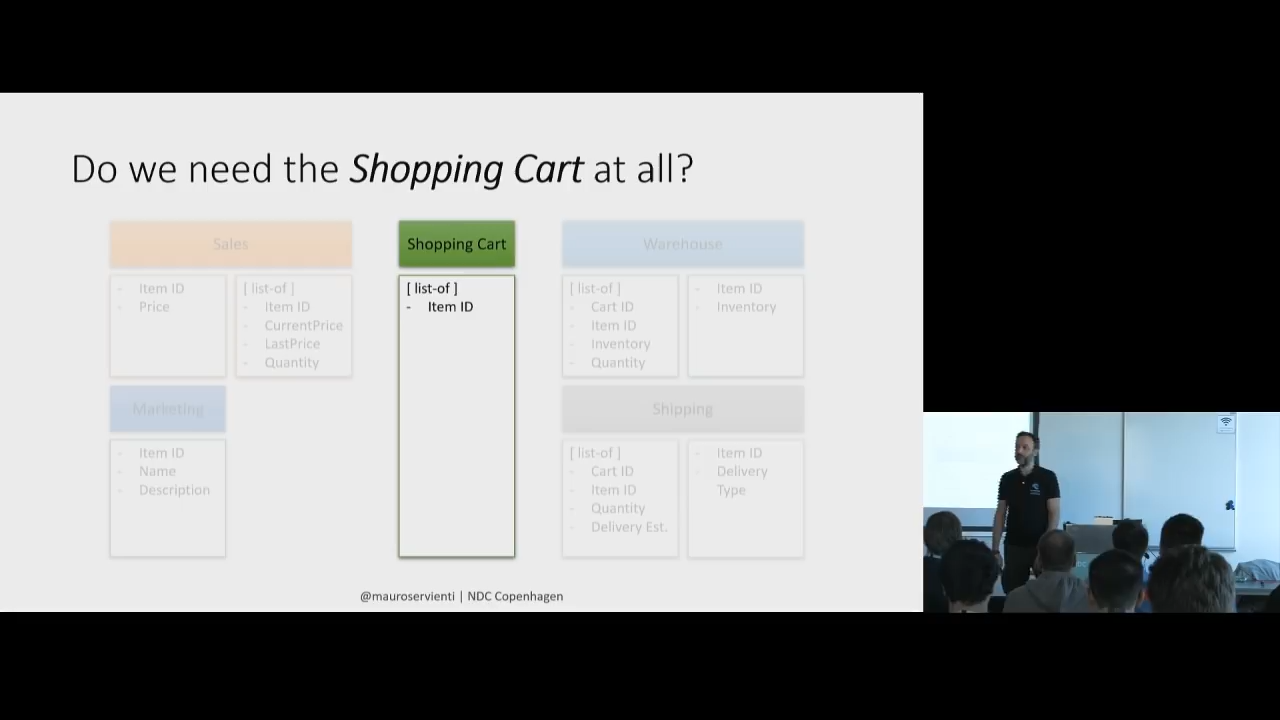 Do we need the Shopping Cart at all?
Sales
- Item ID
- Price
[ list-of ]
- Item ID
- CurrentPrice
- LastPrice
- Quantity
Marketing
- Item ID
- Name
- Description
Shopping Cart
[ list-of ]
- Item ID
Warehouse
[ list-of ]
- Cart ID
- Item ID
- Inventory
- Quantity
- Item ID
- Inventory
Shipping
[ list-of ]
- Cart ID
- Item ID
- Quantity
- Delivery Est.
- Item ID
- Delivery
Type
@mauroservienti | NDC Copenhagen